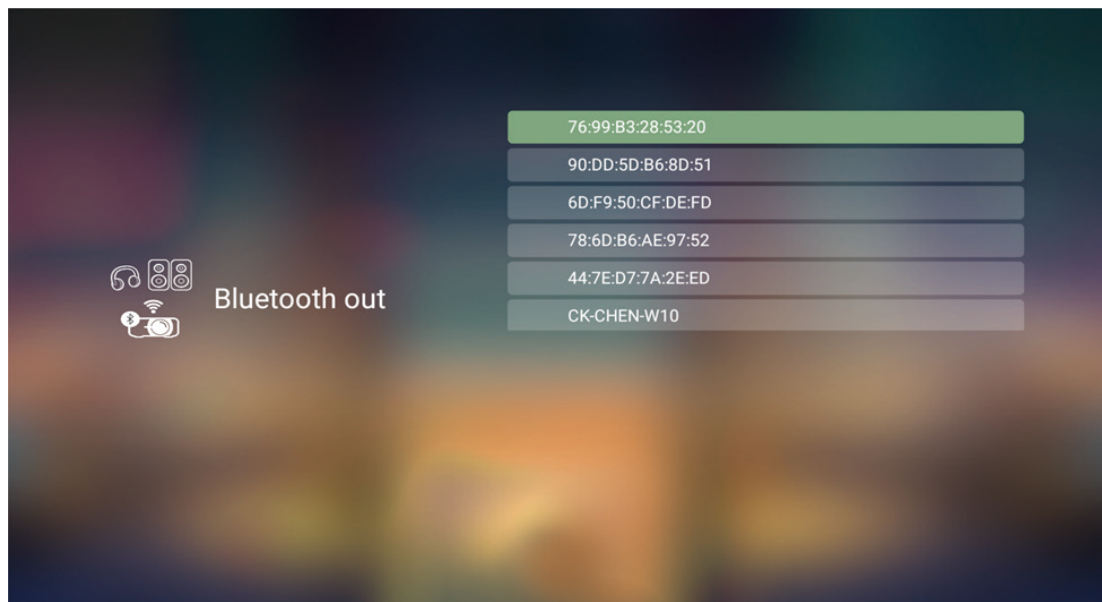 Bluetooth out
76:99:B3:28:53:20
90:DD:5D:B6:8D:51
6D:F9:50:CF:DE:FD
78:6D:B6:AE:97:52
44:7E:D7:7A:2E:ED
CK-CHEN-W10